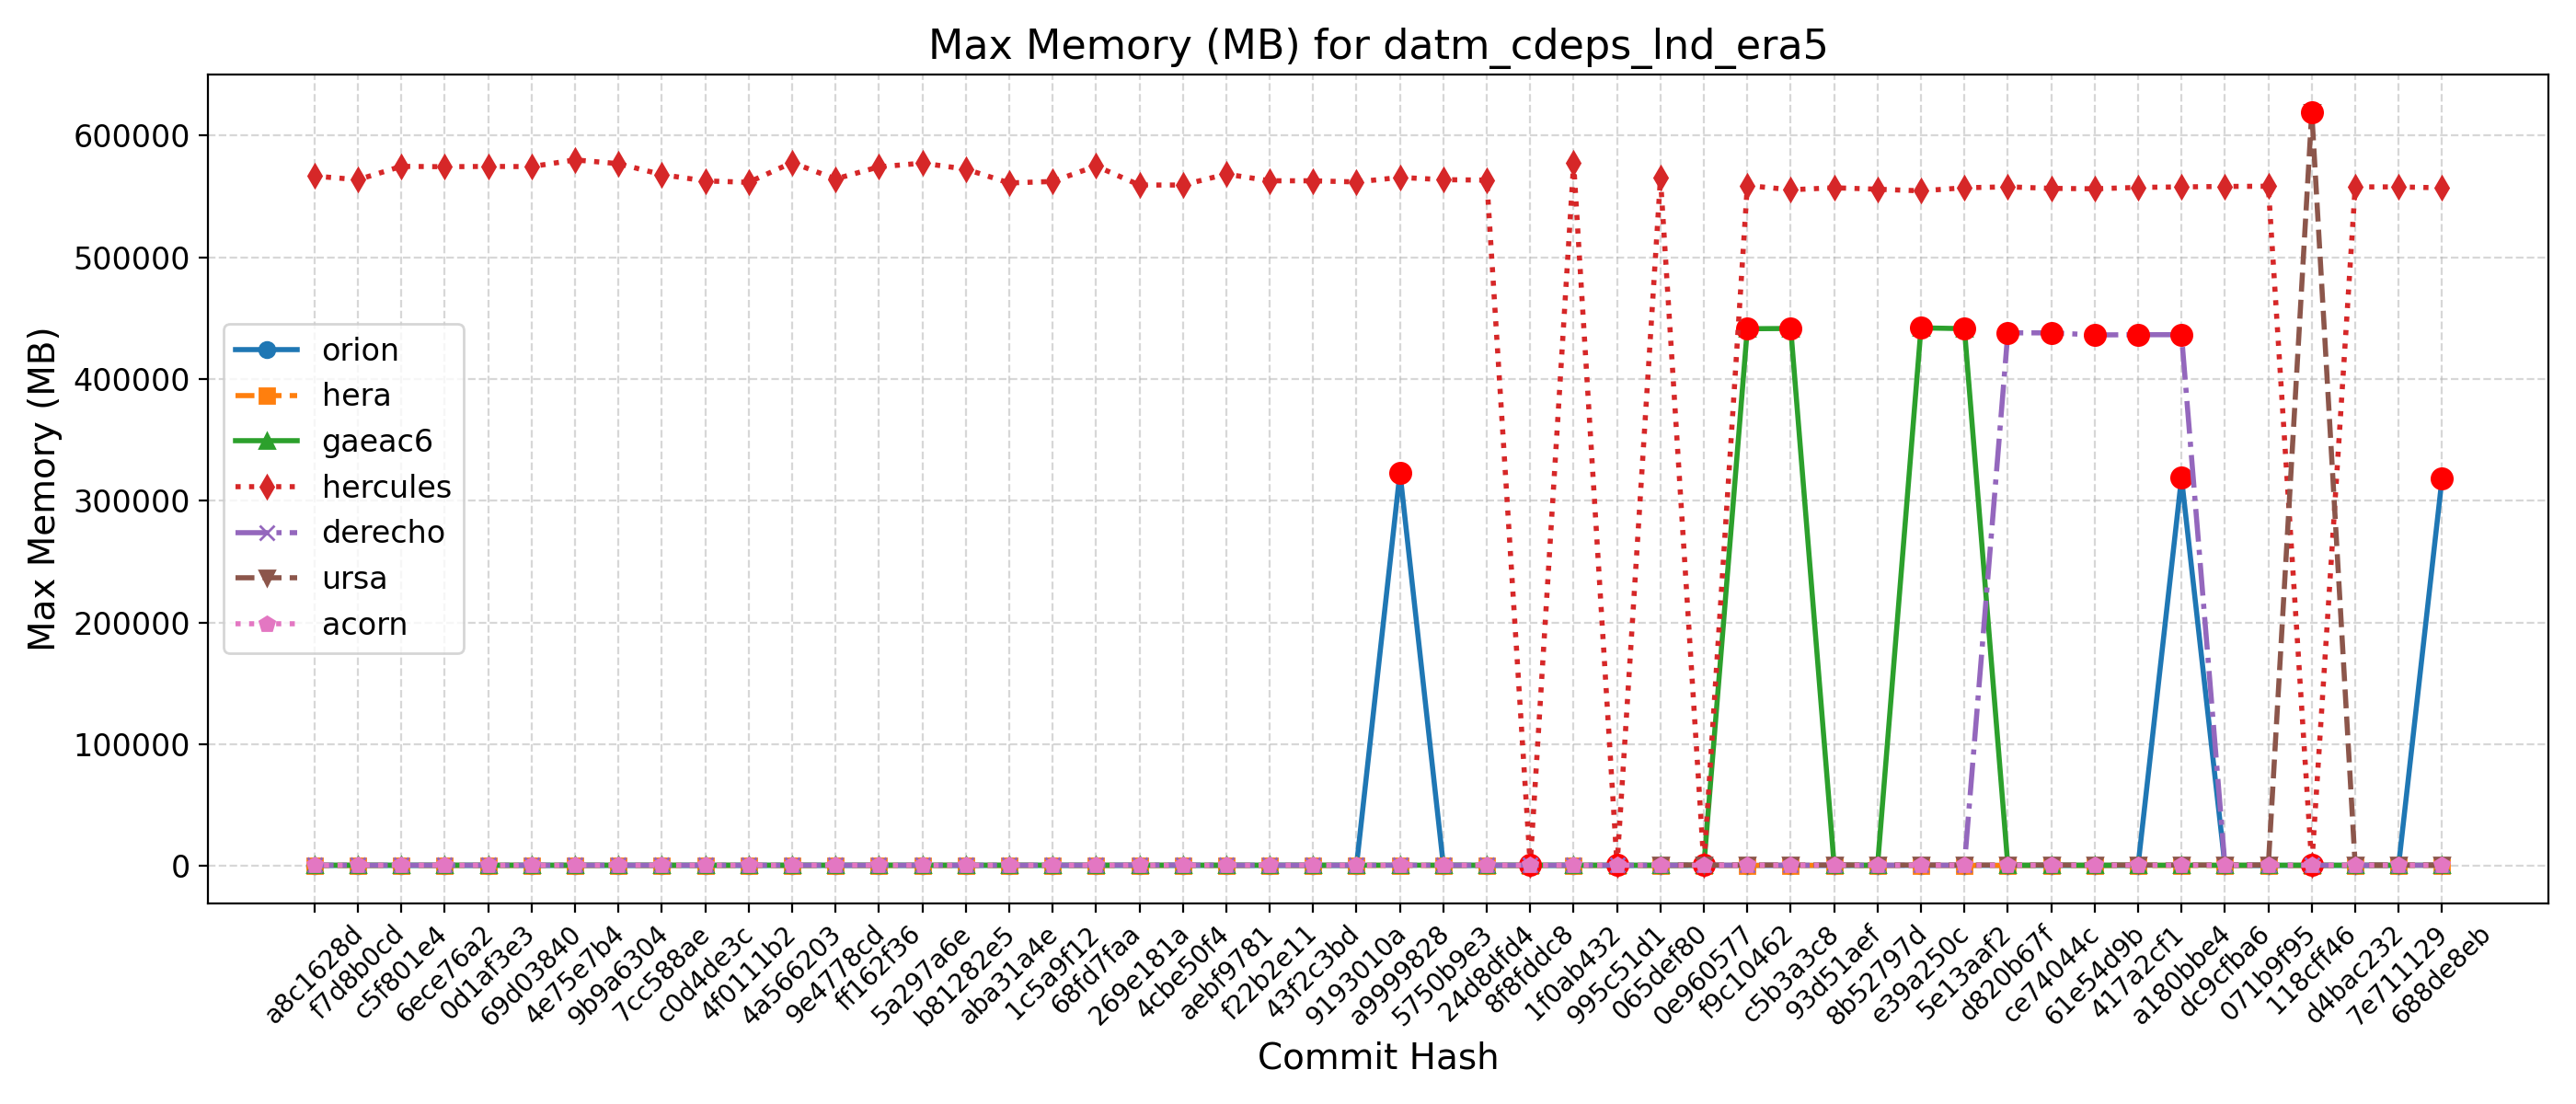 Max Memory (MB) for datm_cdeps_lnd_era5
Max Memory (MB)
600000
500000
400000
300000
200000
100000
0
orion
hera
gaeac6
hercules
derecho
ursa
acorn
a8c1628d
f7d8b0cd
c5f801e4
6ece76a2
0d1af3e3
69d03840
4e75e7b4
9b9a6304
7cc588ae
c0d4de3c
4f0111b2
4a566203
9e4778cd
ff162f36
5a297a6e
b81282e5
aba31a4e
1c5a9f12
68fd7faa
269e181a
4cbe50f4
aebf9781
f22b2e11
43f2c3bd
9193010a
a9999828
5750b9e3
24d8dfd4
8f8fddc8
1f0ab432
995c51d1
065def80
0e960577
f9c10462
c5b3a3c8
93d51aef
8b52797d
e39a250c
5e13aaf2
d820b67f
ce74044c
61e54d9b
417a2cf1
a180bbe4
dc9cfba6
071b9f95
118cff46
d4bac232
7e711129
688de8eb
Commit Hash